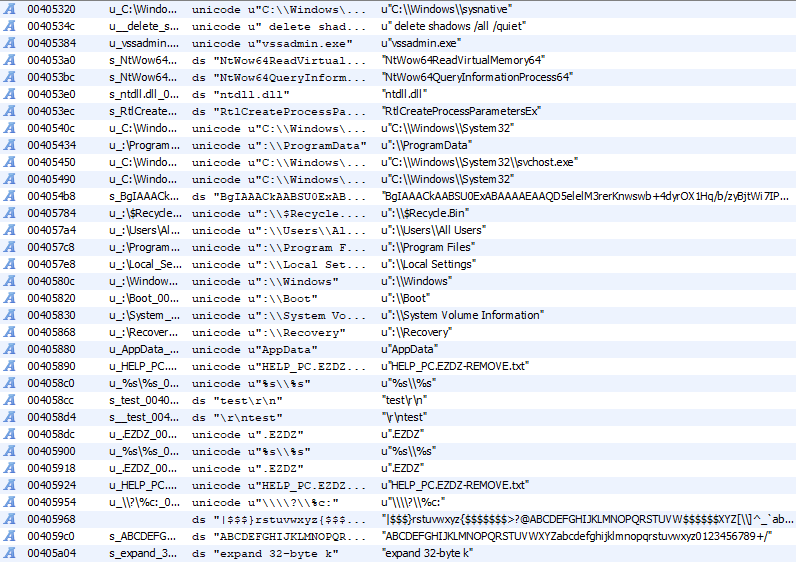 00405320 u_C:\Windo... unicode u"C:\\Windows\... u"C:\\Windows\\sysnative"
0040534c u__delete_s... unicode u" delete shad... u" delete shadows /all /quiet"
00405384 u_vssadmin.... unicode u"vssadmin.exe" u"vssadmin.exe"
004053a0 s_NtWow64... ds "NtWow64ReadVirtual... "NtWow64ReadVirtualMemory64"
004053bc s_NtWow64... ds "NtWow64QueryInform... "NtWow64QueryInformationProcess64"
004053e0 s_ntdll.dll_0... ds "ntdll.dll" "ntdll.dll"
004053ec s_RtlCreate... ds "RtlCreateProcessPa... "RtlCreateProcessParametersEx"
0040540c u_C:\Windo... unicode u"C:\\Windows\... u"C:\\Windows\\System32"
00405434 u_:\Program... unicode u":\\ProgramData" u":\\ProgramData"
00405450 u_C:\Windo... unicode u"C:\\Windows\... u"C:\\Windows\\System32\\svchost.exe"
00405490 u_C:\Windo... unicode u"C:\\Windows\... u"C:\\Windows\\System32"
004054b8 s_BgIAAACk... ds "BgIAAACkAABSU0ExAB... "BgIAAACkAABSU0ExABAAAAEAAQD5elelM3rerKnwswb+4dyrOX1Hq/b/zyBjtWi7IP...
00405784 u_:\$Recycle... unicode u":\\$Recycle.... u":\\$Recycle.Bin"
004057a4 u_:\Users\Al... unicode u":\\Users\\Al... u":\\Users\\All Users"
004057c8 u_:\Program... unicode u":\\Program F... u":\\Program Files"
004057e8 u_:\Local_Se... unicode u":\\Local Set... u":\\Local Settings"
0040580c u_:\Window... unicode u":\\Windows" u":\\Windows"
00405820 u_:\Boot_00... unicode u":\\Boot" u":\\Boot"
00405830 u_:\System_... unicode u":\\System Vo... u":\\System Volume Information"
00405868 u_:\Recover... unicode u":\\Recovery" u":\\Recovery"
00405880 u_AppData_... unicode u"AppData" u"AppData"
00405890 u_HELP_PC.... unicode u"HELP_PC.EZDZ... u"HELP_PC.EZDZ-REMOVE.txt"
004058c0 u_%s\%s_0... unicode u"%s\\%s" u"%s\\%s"
004058cc s_test_0040... ds "test\r\n" "test\r\n"
004058d4 s__test_004... ds "\r\ntest" "\r\ntest"
004058dc u_.EZDZ_00... unicode u".EZDZ" u".EZDZ"
00405900 u_%s\%s_0... unicode u"%s\\%s" u"%s\\%s"
00405918 u_.EZDZ_00... unicode u".EZDZ" u".EZDZ"
00405924 u_HELP_PC.... unicode u"HELP_PC.EZDZ... u"HELP_PC.EZDZ-REMOVE.txt"
00405954 u_\\?\%c:_0... unicode u"\\\\?\\%c:" u"\\\\?\\%c:"
00405968 ds "|$$$}rstuvwxyz{$$$... "|$$$}rstuvwxyz{$$$$$$$>?@ABCDEFGHIJKLMNOPQRSTUVW$$$$$$XYZ[\\]^_`ab...
004059c0 s_ABCDEFG... ds "ABCDEFGHIJKLMNOPQR... "ABCDEFGHIJKLMNOPQRSTUVWXYZabcdefghijklmnopqrstuvwxyz0123456789+/"
00405a04 s_expand_3... ds "expand 32-byte k" "expand 32-byte k"